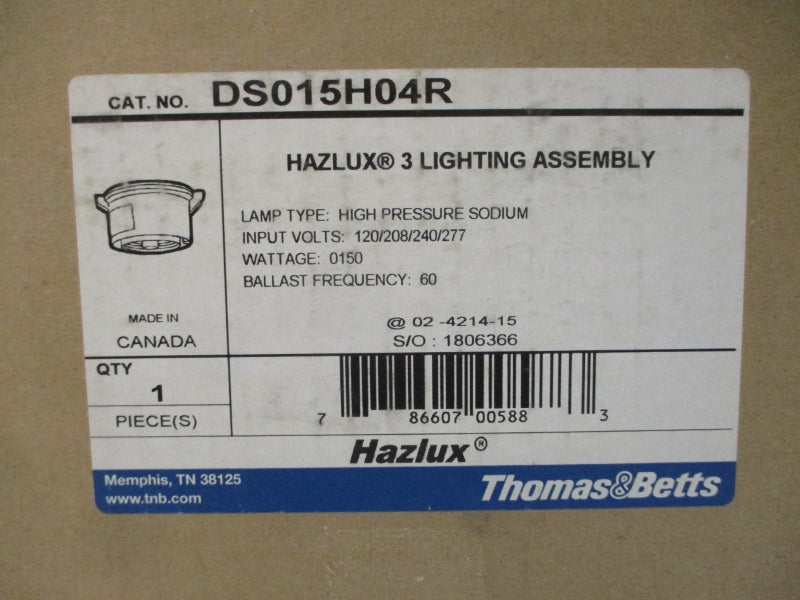 CAT. NO. DS015H04R
HAZLUX® 3 LIGHTING ASSEMBLY
LAMP TYPE: HIGH PRESSURE SODIUM
INPUT VOLTS: 120/208/240/277
WATTAGE: 0150
BALLAST FREQUENCY: 60
MADE IN
CANADA
@ 02 -4214-15
S/O : 1806366
QTY
1
PIECE(S)
7 86607 00588 3
Hazlux®
Memphis, TN 38125
www.tnb.com
Thomas&Betts